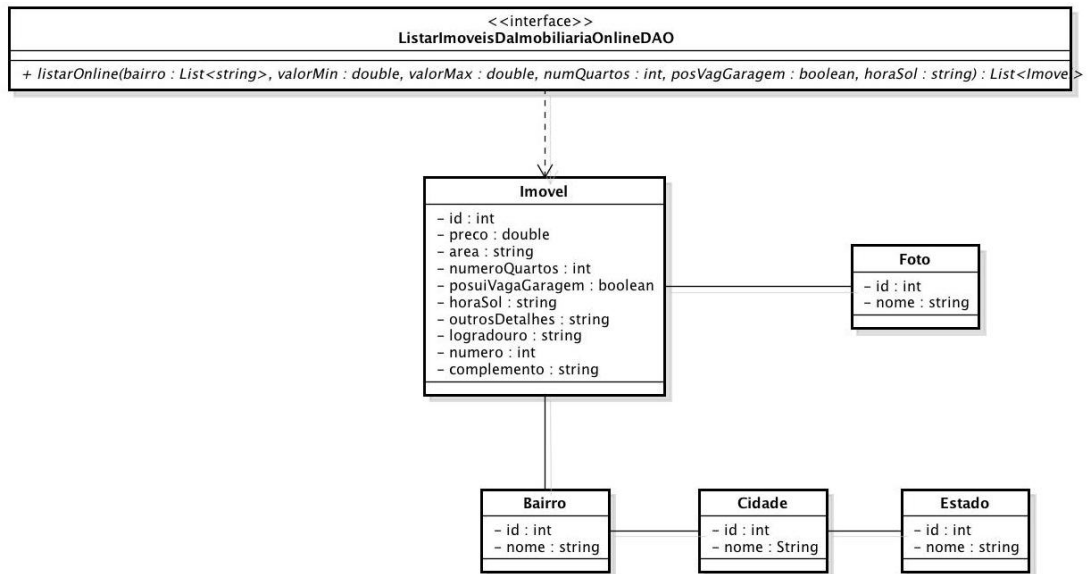 <<interface>>
ListarImoveisDaImobiliariaOnlineDAO
+ listarOnline(bairro : List<string>, valorMin : double, valorMax : double, numQuartos : int, posVagGaragem : boolean, horaSol : string) : List<Imovel>
Imovel
- id : int
- preco : double
- area : string
- numeroQuartos : int
- posuiVagaGaragem : boolean
- horaSol : string
- outrosDetalhes : string
- logradouro : string
- numero : int
- complemento : string
Foto
- id : int
- nome : string
Bairro
- id : int
- nome : string
Cidade
- id : int
- nome : String
Estado
- id : int
- nome : string